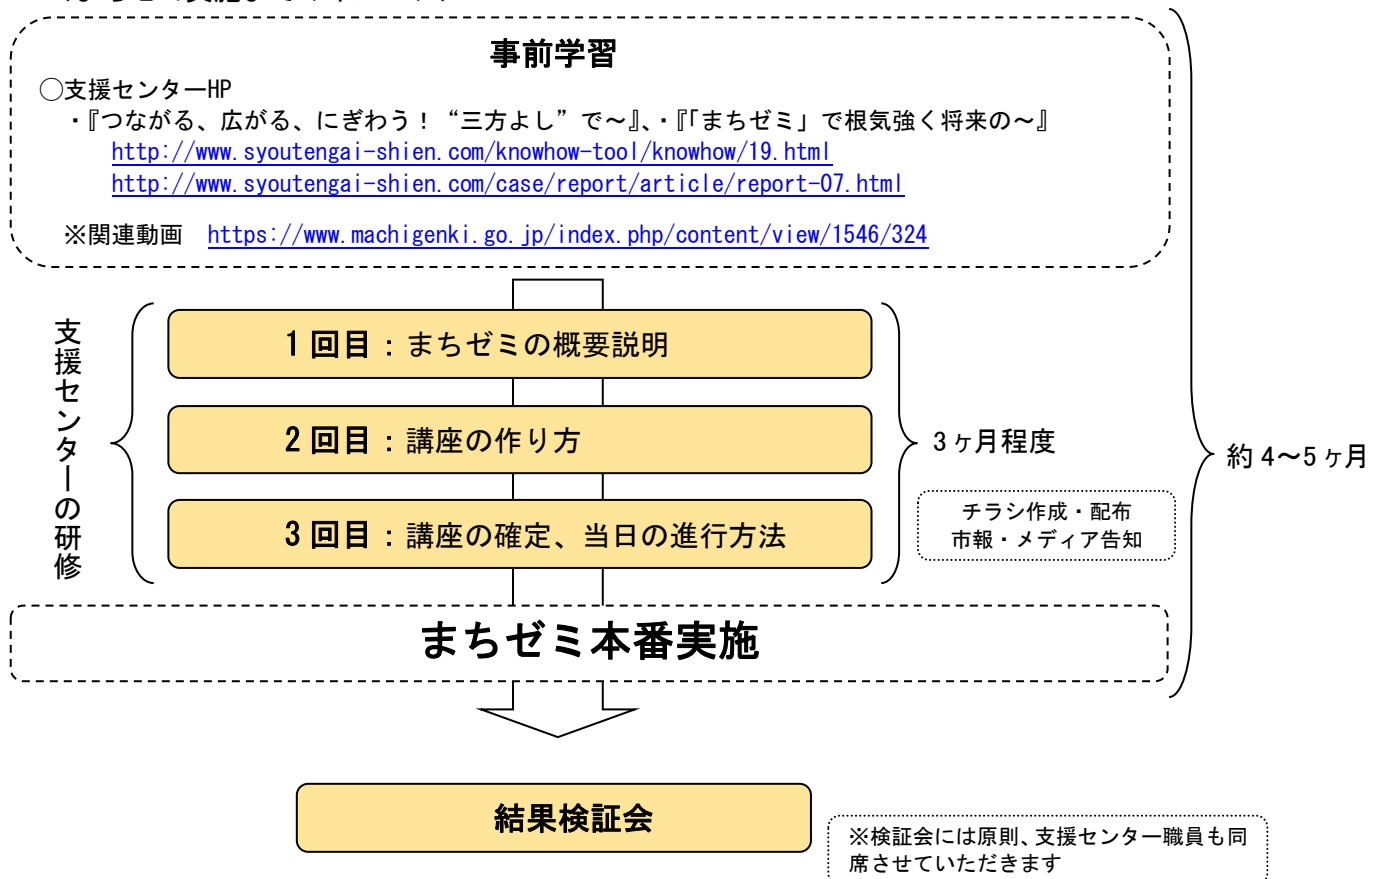 事前学習
○支援センターHP
・『つながる、広がる、にぎわう！“三方よし”で～』、・『「まちゼミ」で根気強く将来の～』
http://www.syoutengai-shien.com/knowhow-tool/knowhow/19.html
http://www.syoutengai-shien.com/case/report/article/report-07.html
※関連動画 https://www.machigenki.go.jp/index.php/content/view/1546/324
支援センターの研修
1回目：まちゼミの概要説明
2回目：講座の作り方
3回目：講座の確定、当日の進行方法
3ヶ月程度
チラシ作成・配布
市報・メディア告知
約4～5ヶ月
まちゼミ本番実施
結果検証会
※検証会には原則、支援センター職員も同
席させていただきます